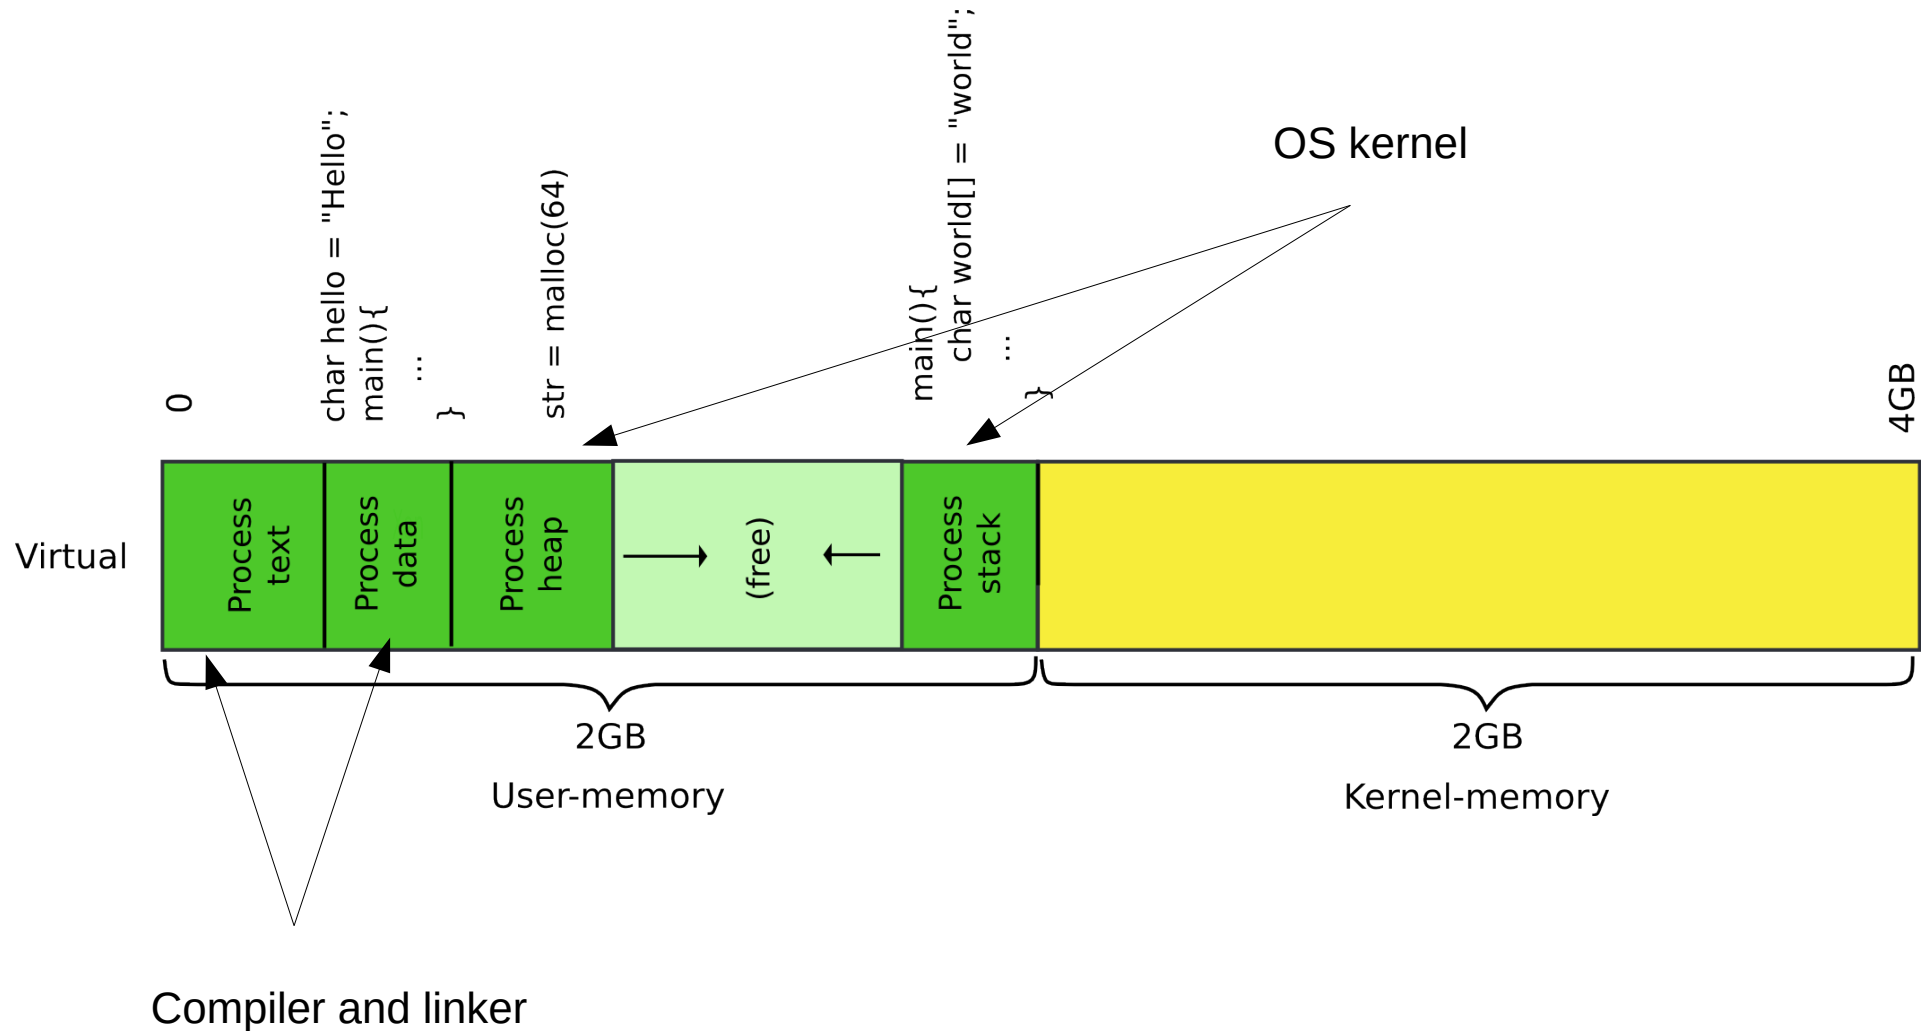 OS kernel
0
char hello = "Hello";
main(){
...
}
str = malloc(64)
main(){
char world[] = "world";
...
}
4GB
Virtual
Process
text
Process
data
Process
heap
(free)
Process
stack
2GB
User-memory
2GB
Kernel-memory
Compiler and linker